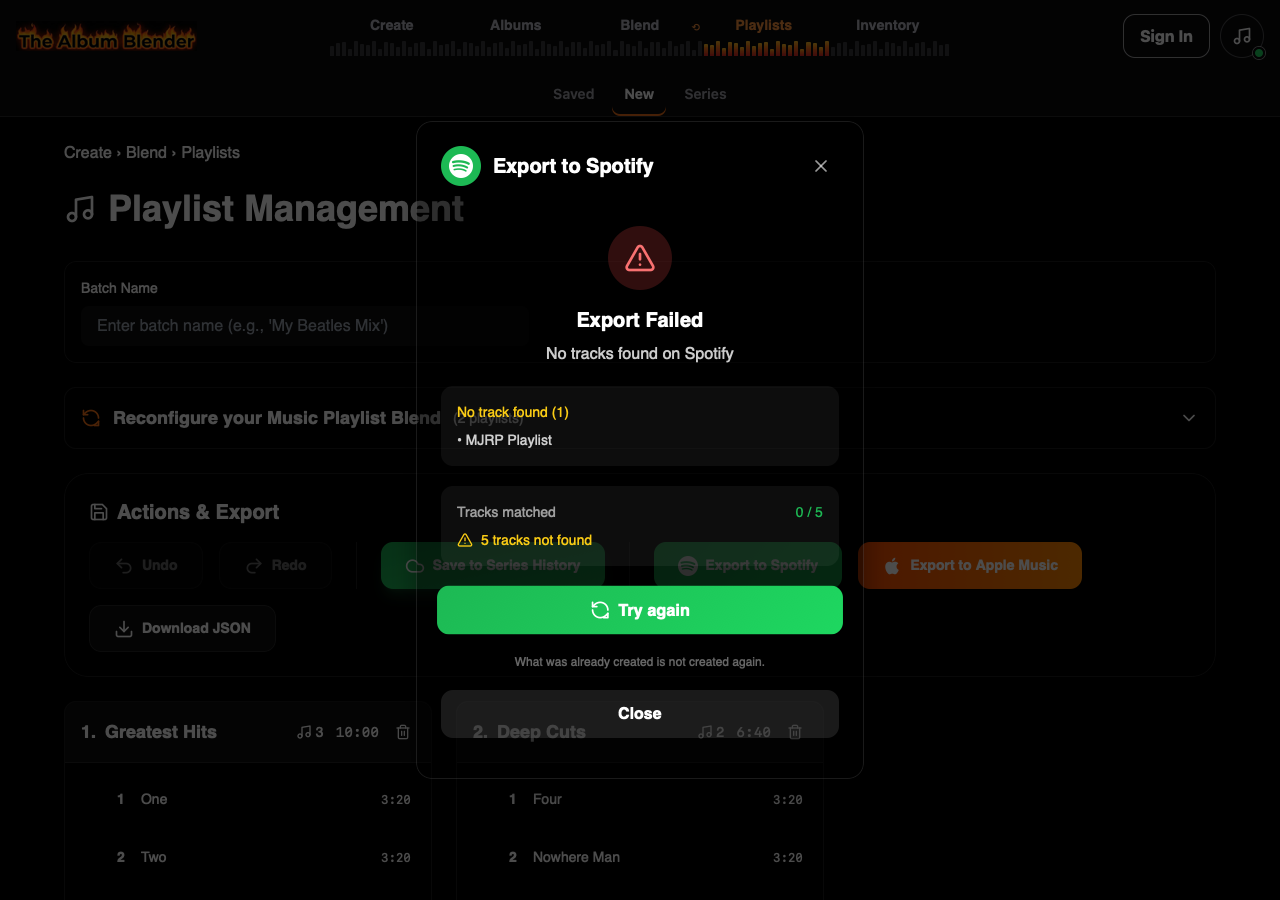 The Album Blender
Create
Albums
Blend
Playlists
Inventory
Sign In
Saved
New
Series
Create › Blend › Playlists
Playlist Management
Batch Name
Enter batch name (e.g., 'My Beatles Mix')
Reconfigure your Music Playlist Blend (2 playlists)
Actions & Export
Undo
Redo
Save to Series History
Export to Spotify
Export to Apple Music
Download JSON
1. Greatest Hits
3 10:00
1 One 3:20
2 Two 3:20
2. Deep Cuts
2 6:40
1 Four 3:20
2 Nowhere Man 3:20
Export to Spotify
Export Failed
No tracks found on Spotify
No track found (1)
• MJRP Playlist
Tracks matched 0 / 5
5 tracks not found
Try again
What was already created is not created again.
Close